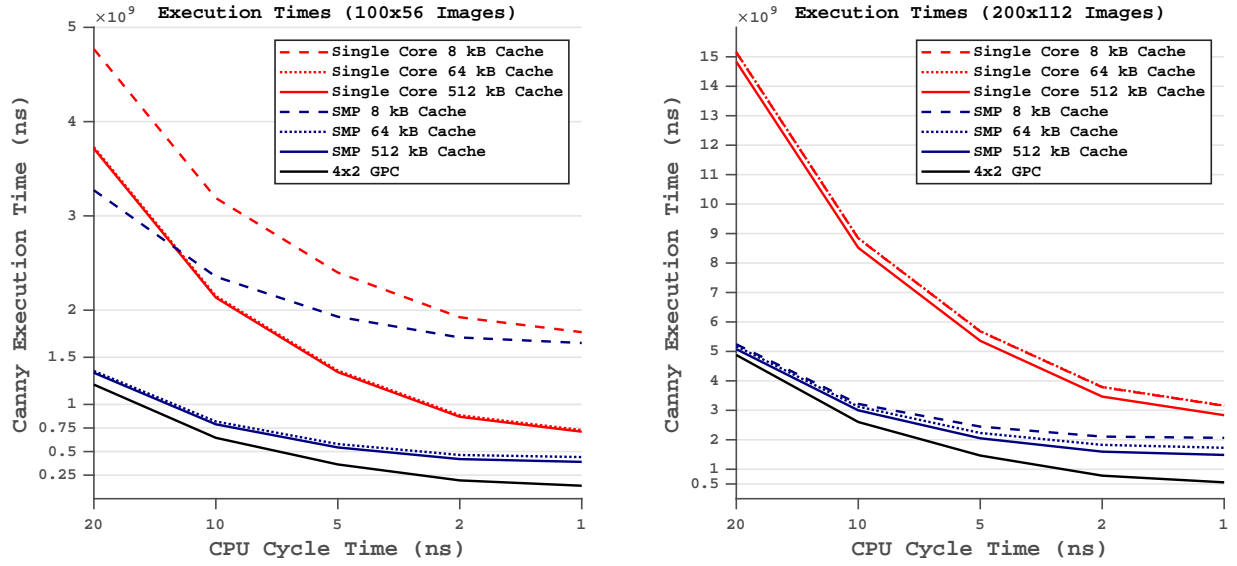 Execution Times (100x56 Images)
×10⁹
5
4
3
2
1.5
1
0.75
0.5
0.25
Canny Execution Time (ns)
Single Core 8 kB Cache
Single Core 64 kB Cache
Single Core 512 kB Cache
SMP 8 kB Cache
SMP 64 kB Cache
SMP 512 kB Cache
4x2 GPC
20 10 5 2 1
CPU Cycle Time (ns)
Execution Times (200x112 Images)
×10⁹
15
14
13
12
11
10
9
8
7
6
5
4
3
2
1
0.5
Canny Execution Time (ns)
Single Core 8 kB Cache
Single Core 64 kB Cache
Single Core 512 kB Cache
SMP 8 kB Cache
SMP 64 kB Cache
SMP 512 kB Cache
4x2 GPC
20 10 5 2 1
CPU Cycle Time (ns)